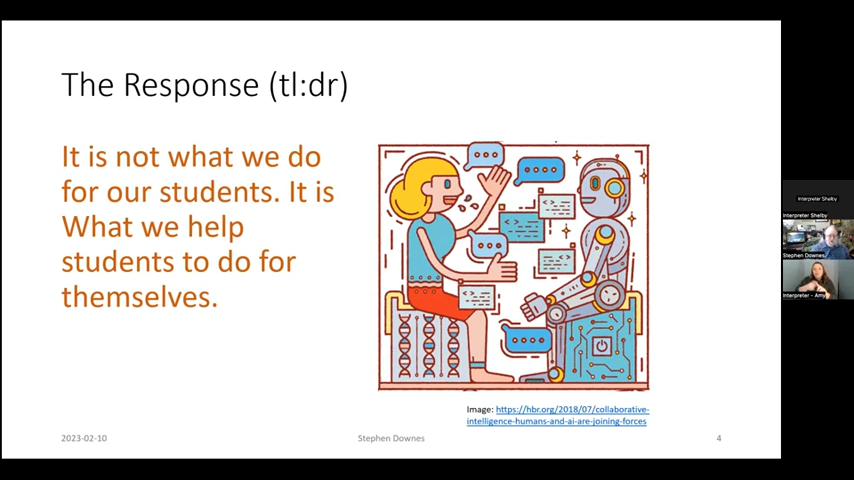 The Response (tl:dr)
It is not what we do
for our students. It is
What we help
students to do for
themselves.
Image: https://hbr.org/2018/07/collaborative-
intelligence-humans-and-ai-are-joining-forces
2023-02-10
Stephen Downes
4
Interpreter Shelby
Interpreter Shelby
Stephen Downes
Interpreter - Amy